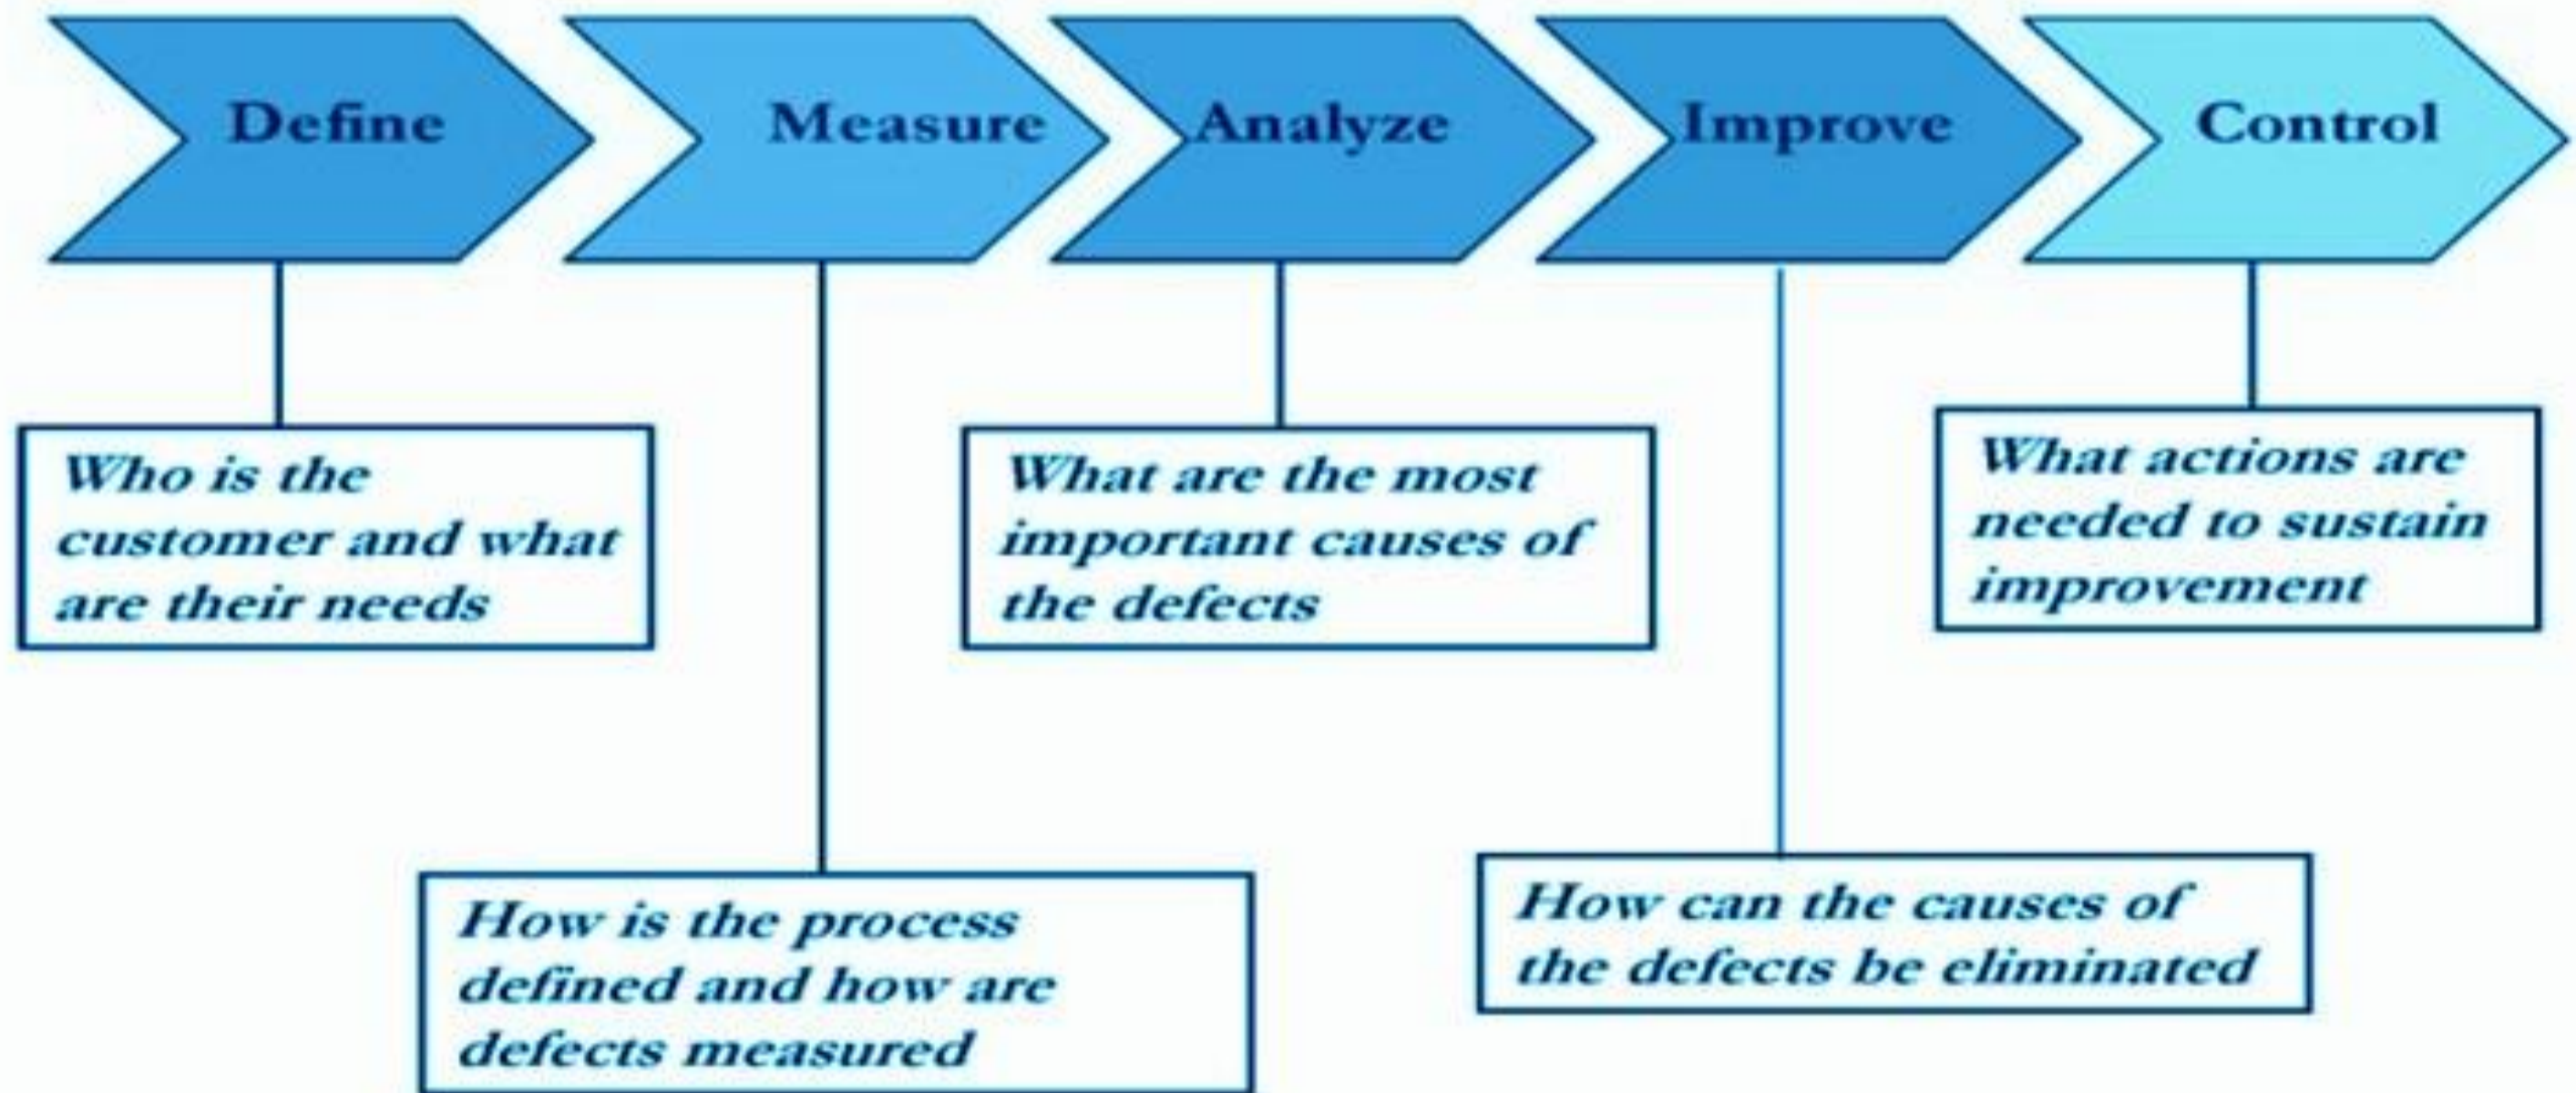 Define
Measure
Analyze
Improve
Control
Who is the
customer and what
are their needs
What are the most
important causes of
the defects
What actions are
needed to sustain
improvement
How is the process
defined and how are
defects measured
How can the causes of
the defects be eliminated